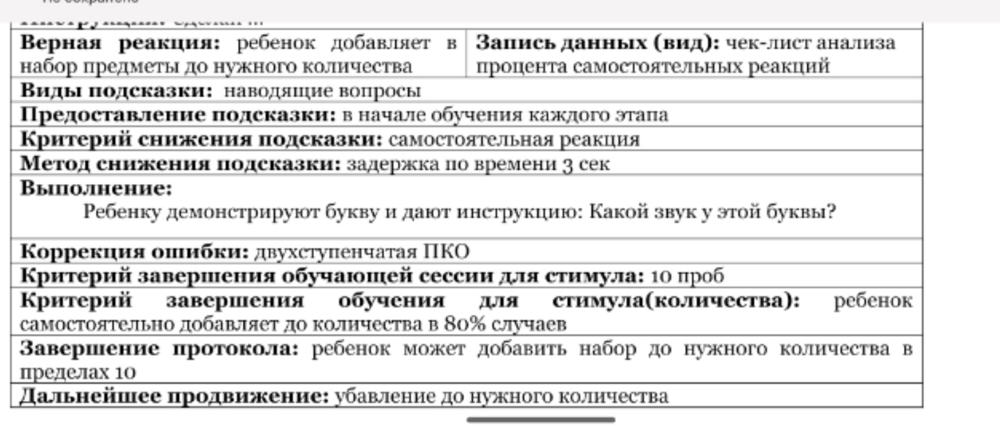 Не сохранено
Инструкция: Сделай ...
Верная реакция: ребенок добавляет в
набор предметы до нужного количества
Запись данных (вид): чек-лист анализа
процента самостоятельных реакций
Виды подсказки: наводящие вопросы
Предоставление подсказки: в начале обучения каждого этапа
Критерий снижения подсказки: самостоятельная реакция
Метод снижения подсказки: задержка по времени 3 сек
Выполнение:
Ребенку демонстрируют букву и дают инструкцию: Какой звук у этой буквы?
Коррекция ошибки: двухступенчатая ПКО
Критерий завершения обучающей сессии для стимула: 10 проб
Критерий завершения обучения для стимула(количества): ребенок
самостоятельно добавляет до количества в 80% случаев
Завершение протокола: ребенок может добавить набор до нужного количества в
пределах 10
Дальнейшее продвижение: убавление до нужного количества